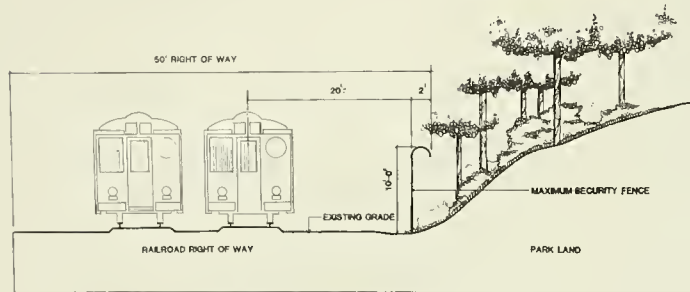 50' RIGHT OF WAY
20'-
2'
10'-0"
MAXIMUM SECURITY FENCE
EXISTING GRADE
RAILROAD RIGHT OF WAY
PARK LAND